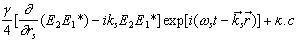 γ/4 [∂/∂r_s (E₂E₁*) − ik_s E₂E₁*] exp[i(ω_s t − k⃗_s r⃗)] + к.с